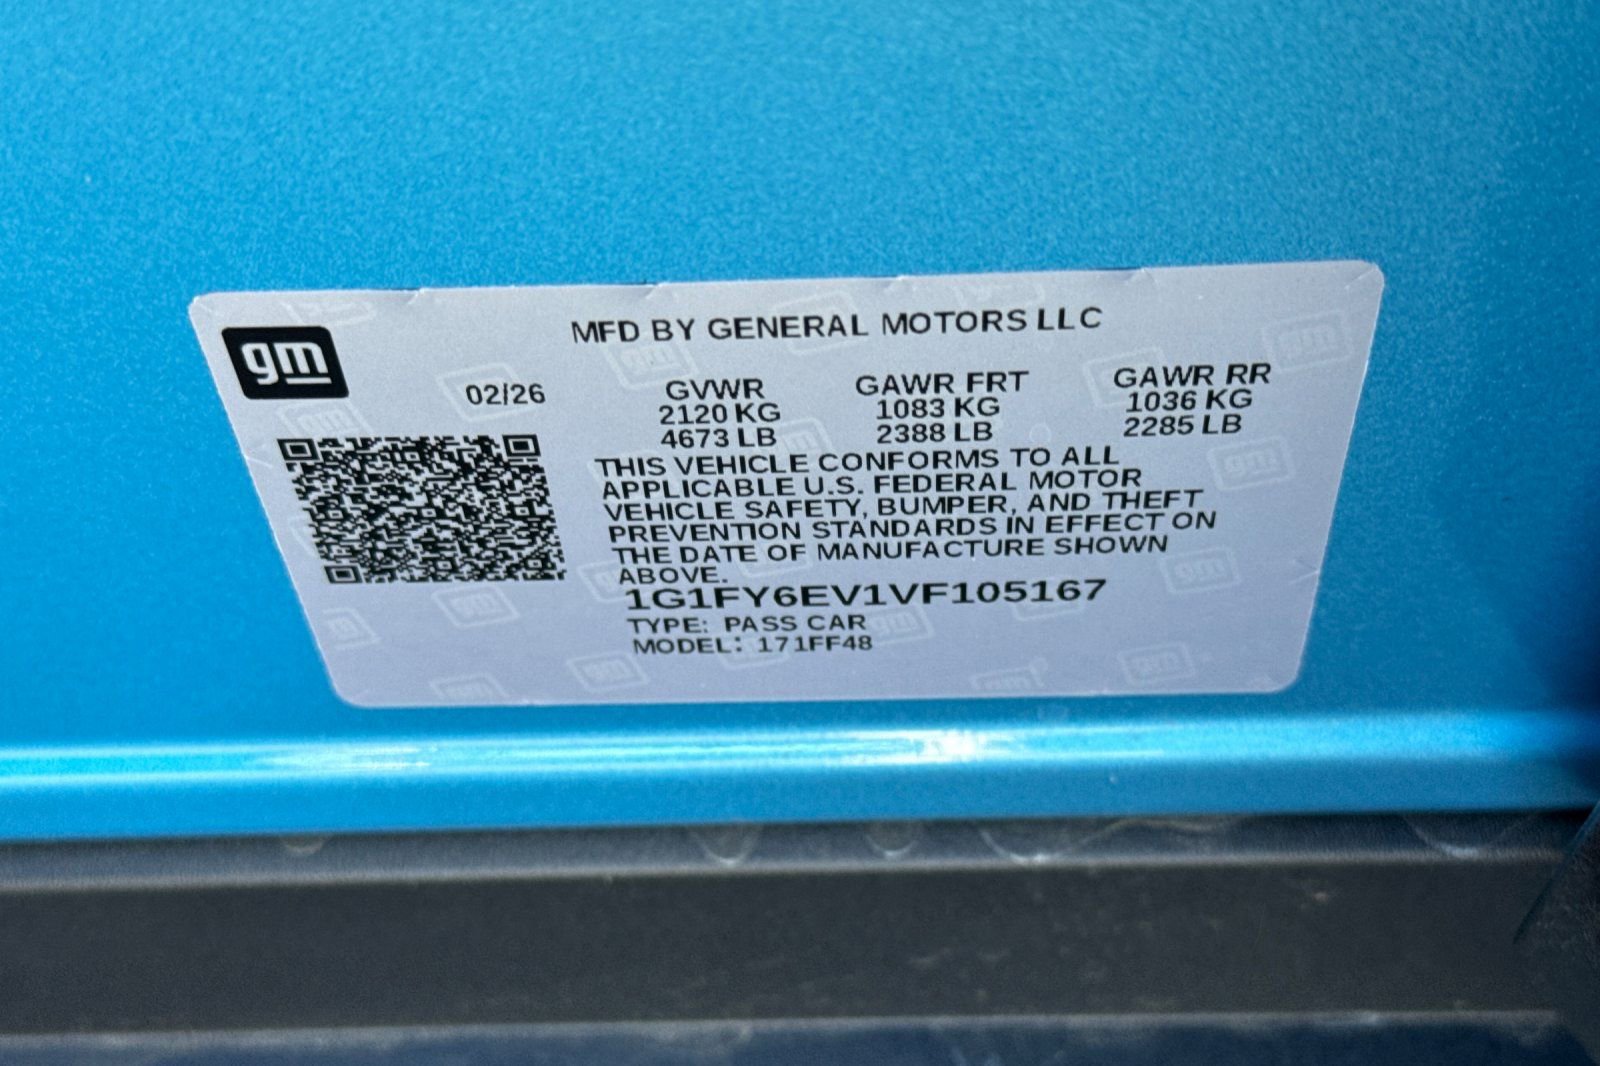 gm
MFD BY GENERAL MOTORS LLC
02/26 GVWR GAWR FRT GAWR RR
2120 KG 1083 KG 1036 KG
4673 LB 2388 LB 2285 LB
THIS VEHICLE CONFORMS TO ALL
APPLICABLE U.S. FEDERAL MOTOR
VEHICLE SAFETY, BUMPER, AND THEFT
PREVENTION STANDARDS IN EFFECT ON
THE DATE OF MANUFACTURE SHOWN
ABOVE.
1G1FY6EV1VF105167
TYPE: PASS CAR
MODEL: 171FF48